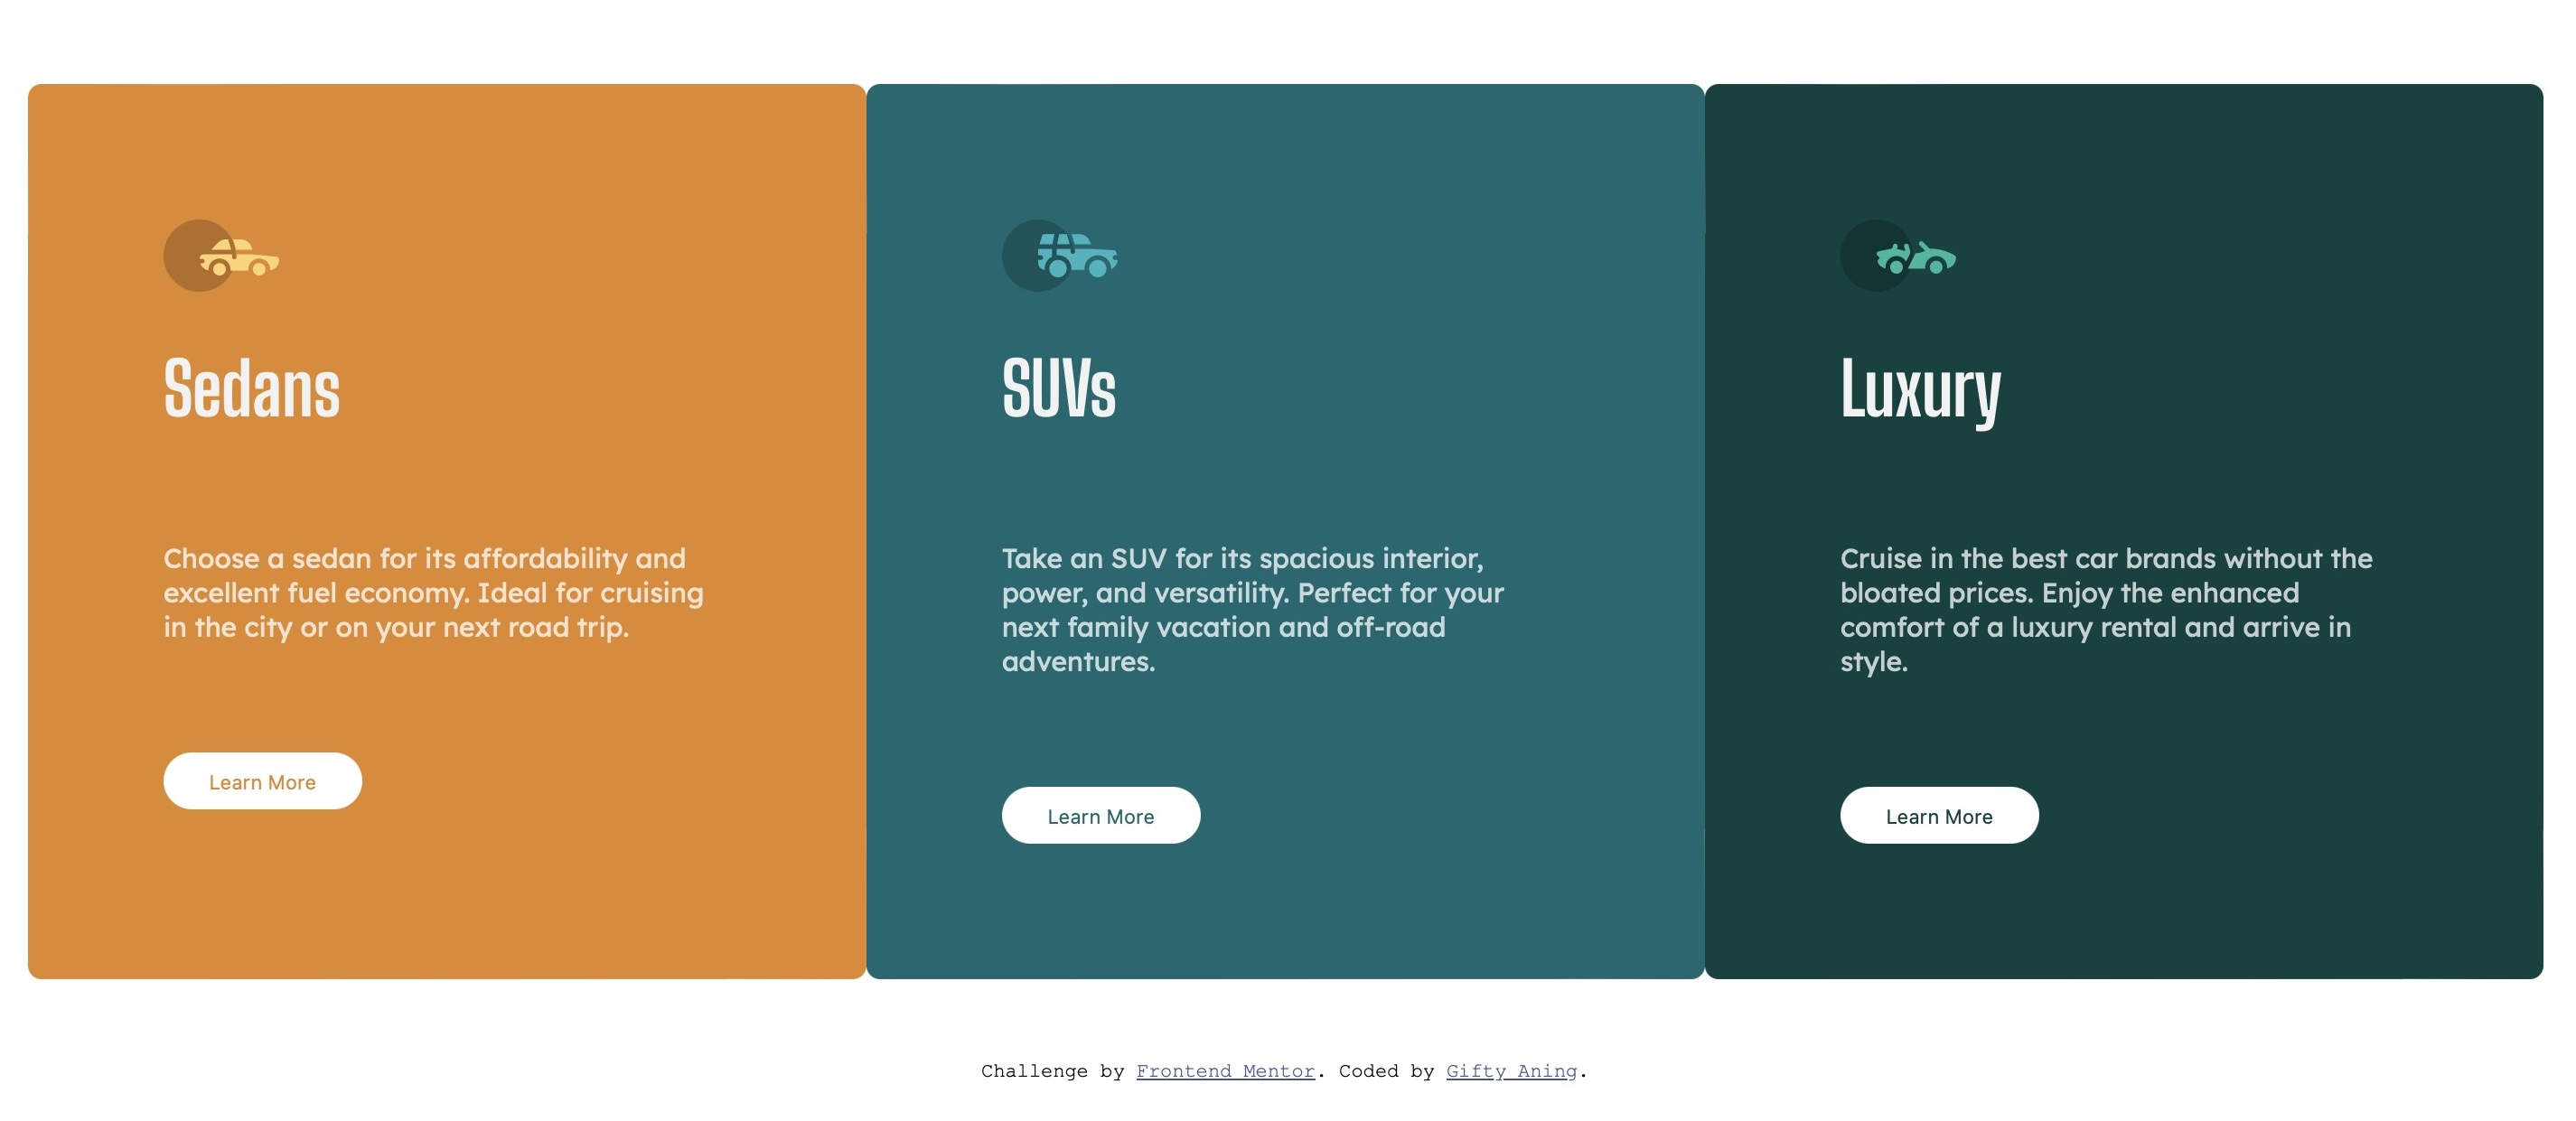 Sedans
Choose a sedan for its affordability and
excellent fuel economy. Ideal for cruising
in the city or on your next road trip.
Learn More
SUVs
Take an SUV for its spacious interior,
power, and versatility. Perfect for your
next family vacation and off-road
adventures.
Learn More
Luxury
Cruise in the best car brands without the
bloated prices. Enjoy the enhanced
comfort of a luxury rental and arrive in
style.
Learn More
Challenge by Frontend Mentor. Coded by Gifty Aning.